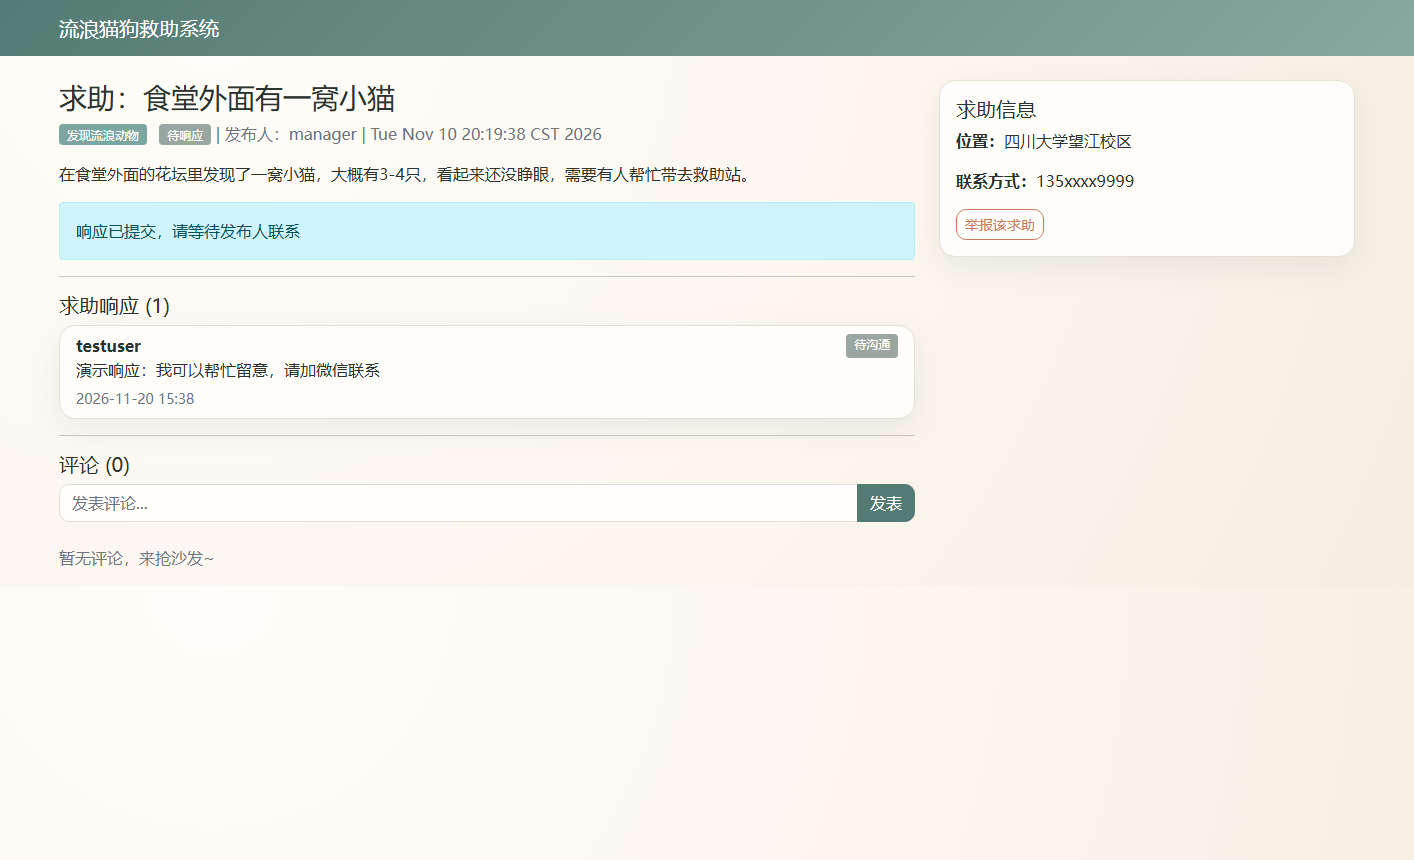 流浪猫狗救助系统
求助：食堂外面有一窝小猫
发现流浪动物 待响应 | 发布人：manager | Tue Nov 10 20:19:38 CST 2026
在食堂外面的花坛里发现了一窝小猫，大概有3-4只，看起来还没睁眼，需要有人帮忙带去救助站。
响应已提交，请等待发布人联系
求助响应 (1)
testuser 待沟通
演示响应：我可以帮忙留意，请加微信联系
2026-11-20 15:38
评论 (0)
发表评论... 发表
暂无评论，来抢沙发~
求助信息
位置：四川大学望江校区
联系方式：135xxxx9999
举报该求助